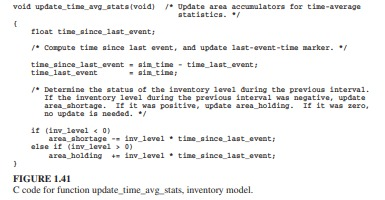 void update_time_avg_stats(void)  /* Update area accumulators for time-average
                                     statistics. */
{
    float time_since_last_event;

    /* Compute time since last event, and update last-event-time marker. */

    time_since_last_event = sim_time - time_last_event;
    time_last_event       = sim_time;

    /* Determine the status of the inventory level during the previous interval.
       If the inventory level during the previous interval was negative, update
       area_shortage.  If it was positive, update area_holding.  If it was zero,
       no update is needed. */

    if (inv_level < 0)
        area_shortage -= inv_level * time_since_last_event;
    else if (inv_level > 0)
        area_holding  += inv_level * time_since_last_event;
}
FIGURE 1.41
C code for function update_time_avg_stats, inventory model.